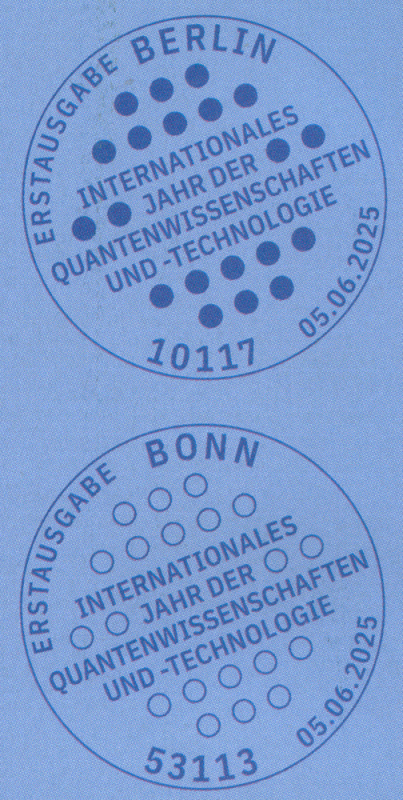 ERSTAUSGABE BERLIN
INTERNATIONALES
JAHR DER
QUANTENWISSENSCHAFTEN
UND -TECHNOLOGIE
05.06.2025
10117
ERSTAUSGABE BONN
INTERNATIONALES
JAHR DER
QUANTENWISSENSCHAFTEN
UND -TECHNOLOGIE
05.06.2025
53113